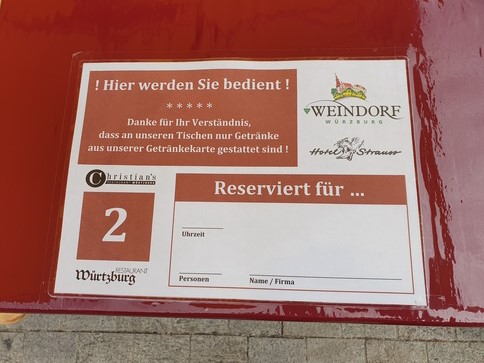 ! Hier werden Sie bedient !
* * * * *
Danke für Ihr Verständnis,
dass an unseren Tischen nur Getränke
aus unserer Getränkekarte gestattet sind !
WEINDORF
WÜRZBURG
Hotel Strauss
Christian's
2
RESTAURANT
Würtzburg
Reserviert für ...
Uhrzeit
Personen
Name / Firma